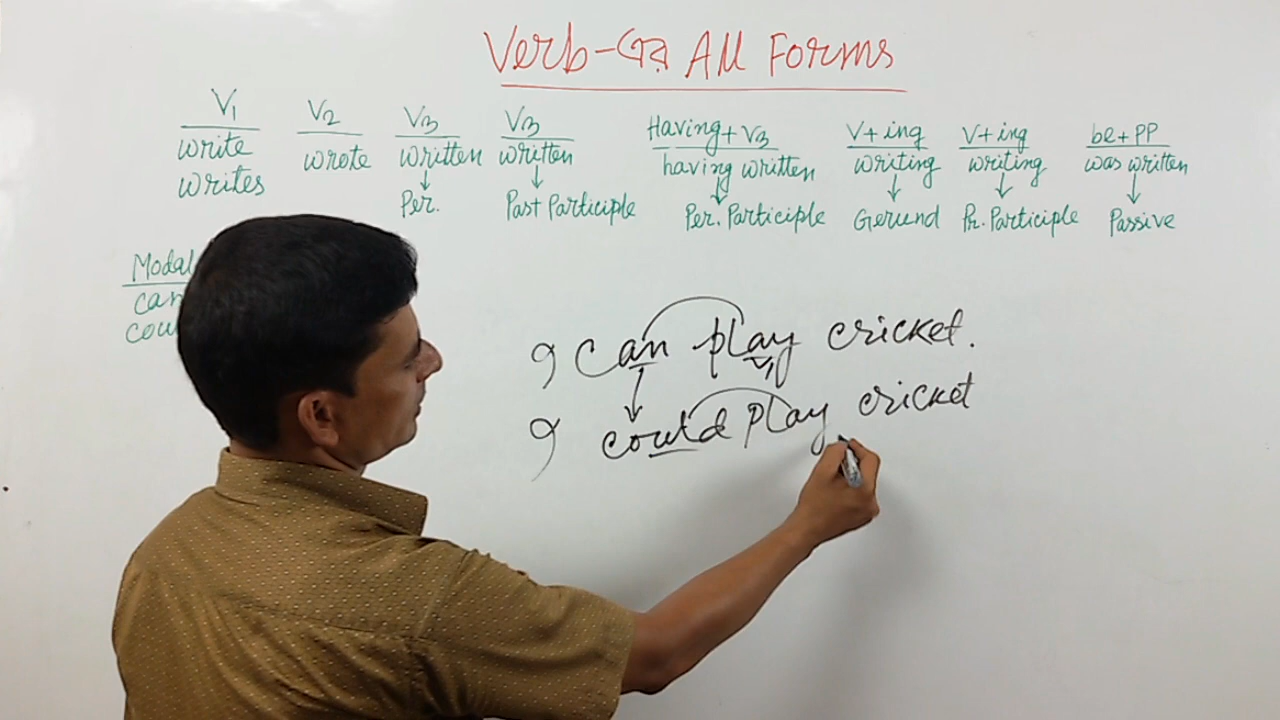 Verb-এর All Forms
V1 V2 V3 V3 Having+V3 V+ing V+ing be+PP
write wrote written written having written writing writing was written
writes
Per. Past Participle Per. Participle Gerund Pr. Participle Passive
Modal
can
I can play cricket.
V1
I could play cricket